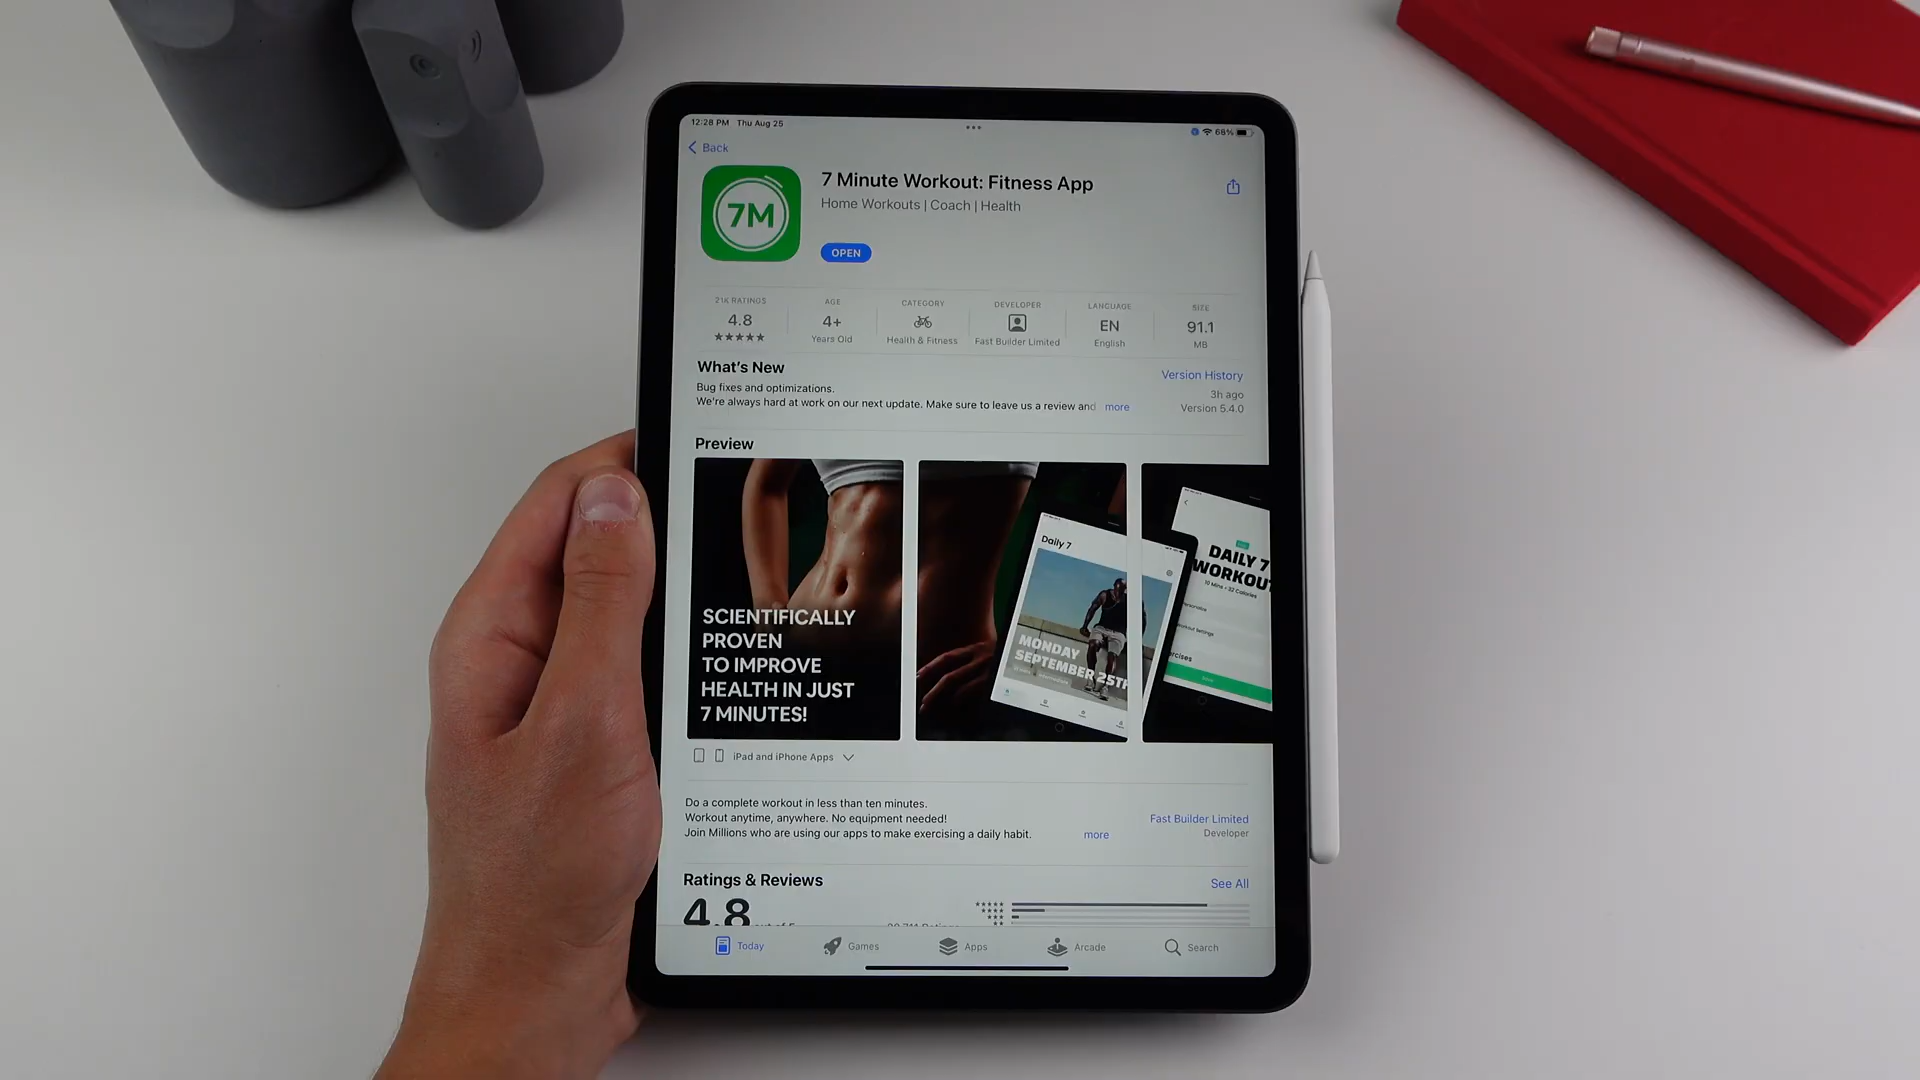 12:28 PM Thu Aug 25
68%
Back
7M
7 Minute Workout: Fitness App
Home Workouts | Coach | Health
OPEN
21K RATINGS
4.8
AGE
4+
Years Old
CATEGORY
Health & Fitness
DEVELOPER
Fast Builder Limited
LANGUAGE
EN
English
SIZE
91.1
MB
What's New
Version History
Bug fixes and optimizations.
3h ago
We're always hard at work on our next update. Make sure to leave us a review and more
Version 5.4.0
Preview
SCIENTIFICALLY
PROVEN
TO IMPROVE
HEALTH IN JUST
7 MINUTES!
Daily 7
MONDAY
SEPTEMBER 25TH
DAILY 7
WORKOUT
10 Mins • 32 Calories
iPad and iPhone Apps
Do a complete workout in less than ten minutes.
Workout anytime, anywhere. No equipment needed!
Join Millions who are using our apps to make exercising a daily habit.
more
Fast Builder Limited
Developer
Ratings & Reviews
See All
4.8
Today
Games
Apps
Arcade
Search